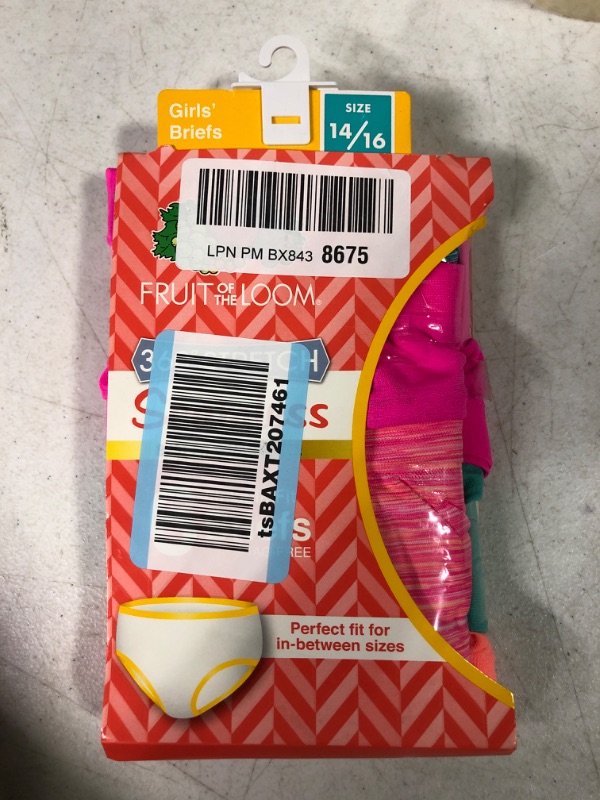 Girls'
Briefs
SIZE
14/16
LPN PM BX843 8675
FRUIT OF THE LOOM®
tsBAXT207461
Perfect fit for
in-between sizes